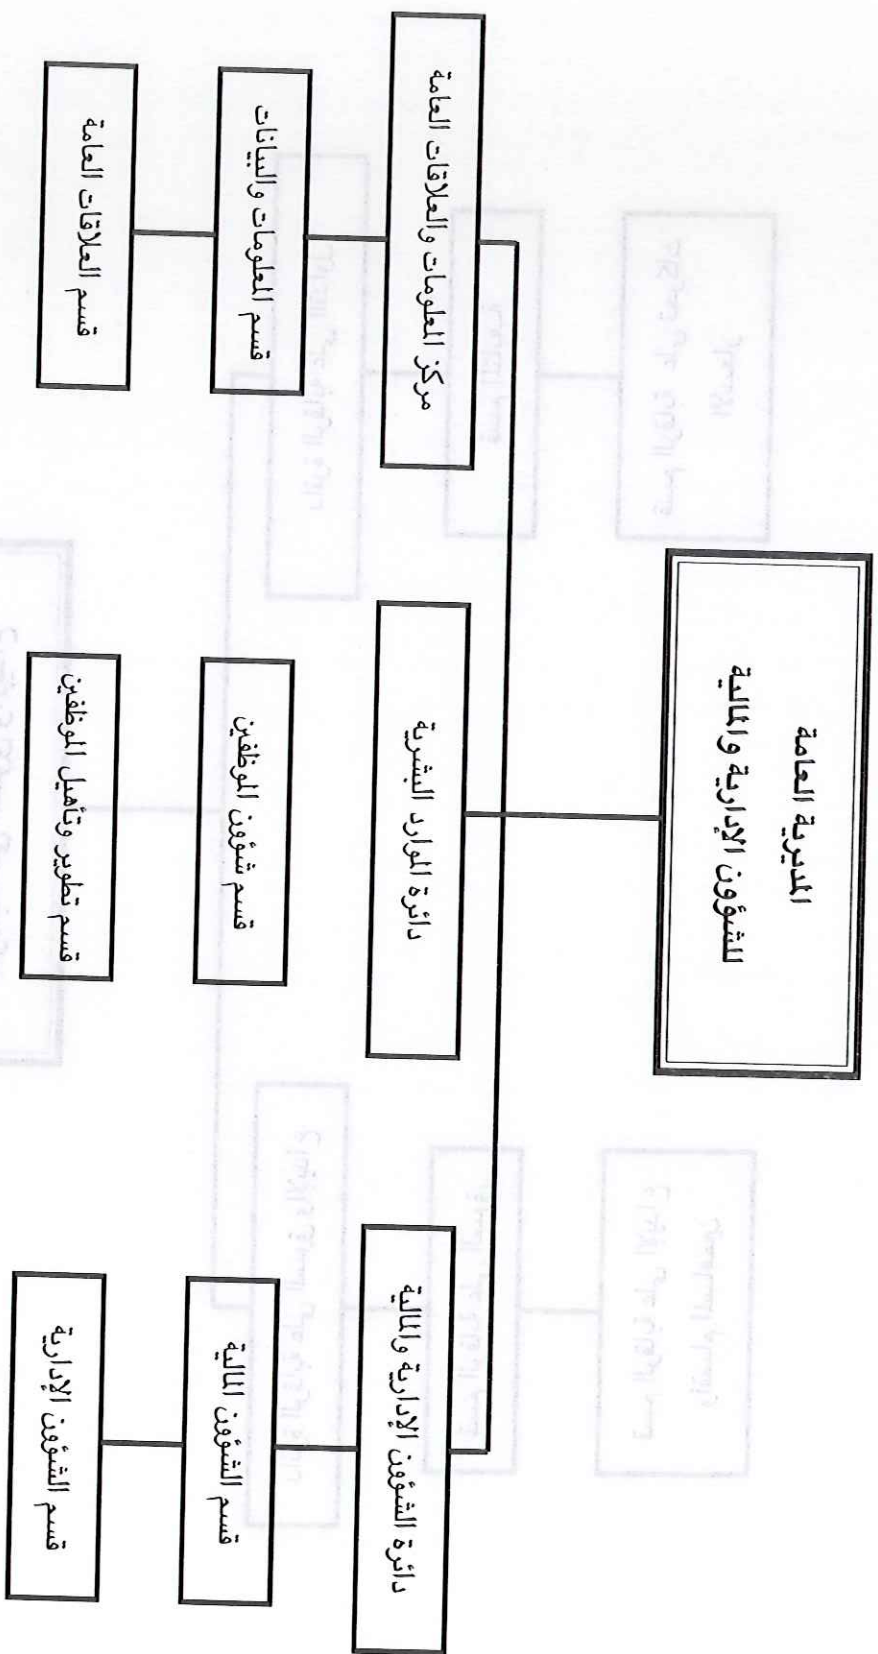 المديرية العامة
للشؤون الإدارية والمالية
دائرة الشؤون الإدارية والمالية
دائرة الموارد البشرية
مركز المعلومات والعلاقات العامة
قسم الشؤون المالية
قسم شؤون الموظفين
قسم المعلومات والبيانات
قسم الشؤون الإدارية
قسم تطوير وتأهيل الموظفين
قسم العلاقات العامة